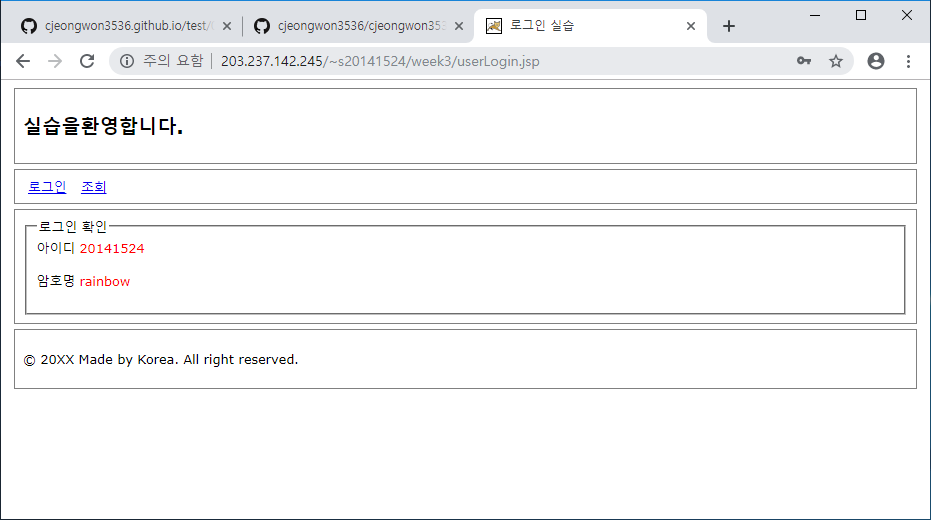 cjeongwon3536.github.io/test/
cjeongwon3536/cjeongwon353
로그인 실습
주의 요함 | 203.237.142.245/~s20141524/week3/userLogin.jsp
실습을환영합니다.
로그인 조회
로그인 확인
아이디 20141524
암호명 rainbow
© 20XX Made by Korea. All right reserved.